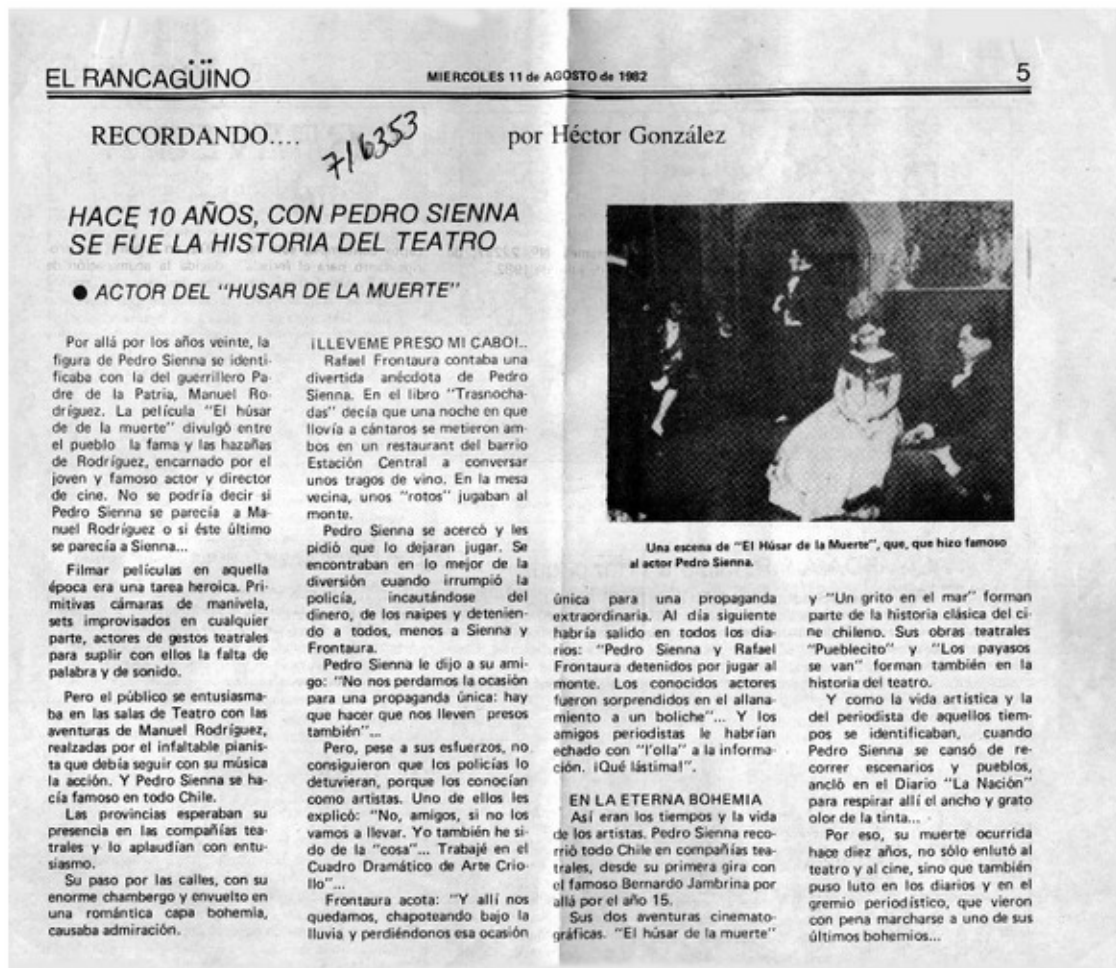 EL RANCAGÜINO
MIERCOLES 11 de AGOSTO de 1982
5
RECORDANDO....
716353
por Héctor González
HACE 10 AÑOS, CON PEDRO SIENNA
SE FUE LA HISTORIA DEL TEATRO
● ACTOR DEL "HUSAR DE LA MUERTE"
Por allá por los años veinte, la
figura de Pedro Sienna se identi-
ficaba con la del guerrillero Pa-
dre de la Patria, Manuel Ro-
dríguez. La película "El húsar
de de la muerte" divulgó entre
el pueblo la fama y las hazañas
de Rodríguez, encarnado por el
joven y famoso actor y director
de cine. No se podría decir si
Pedro Sienna se parecía a Ma-
nuel Rodríguez o si éste último
se parecía a Sienna...
Filmar películas en aquella
época era una tarea heroica. Pri-
mitivas cámaras de manivela,
sets improvisados en cualquier
parte, actores de gestos teatrales
para suplir con ellos la falta de
palabra y de sonido.
Pero el público se entusiasma-
ba en las salas de Teatro con las
aventuras de Manuel Rodríguez,
realzadas por el infaltable pianis-
ta que debía seguir con su música
la acción. Y Pedro Sienna se ha-
cía famoso en todo Chile.
Las provincias esperaban su
presencia en las compañías tea-
trales y lo aplaudían con entu-
siasmo.
Su paso por las calles, con su
enorme chambergo y envuelto en
una romántica capa bohemia,
causaba admiración.
¡LLEVEME PRESO MI CABO!..
Rafael Frontaura contaba una
divertida anécdota de Pedro
Sienna. En el libro "Trasnocha-
das" decía que una noche en que
llovía a cántaros se metieron am-
bos en un restaurant del barrio
Estación Central a conversar
unos tragos de vino. En la mesa
vecina, unos "rotos" jugaban al
monte.
Pedro Sienna se acercó y les
pidió que lo dejaran jugar. Se
encontraban en lo mejor de la
diversión cuando irrumpió la
policía, incautándose del
dinero, de los naipes y detenien-
do a todos, menos a Sienna y
Frontaura.
Pedro Sienna le dijo a su ami-
go: "No nos perdamos la ocasión
para una propaganda única: hay
que hacer que nos lleven presos
también"...
Pero, pese a sus esfuerzos, no
consiguieron que los policías lo
detuvieran, porque los conocían
como artistas. Uno de ellos les
explicó: "No, amigos, si no los
vamos a llevar. Yo también he si-
do de la "cosa"... Trabajé en el
Cuadro Dramático de Arte Crio-
llo"...
Frontaura acota: "Y allí nos
quedamos, chapoteando bajo la
lluvia y perdiéndonos esa ocasión
Una escena de "El Húsar de la Muerte", que, que hizo famoso
al actor Pedro Sienna.
única para una propaganda
extraordinaria. Al día siguiente
habría salido en todos los dia-
rios: "Pedro Sienna y Rafael
Frontaura detenidos por jugar al
monte. Los conocidos actores
fueron sorprendidos en el allana-
miento a un boliche"... Y los
amigos periodistas le habrían
echado con "l'olla" a la informa-
ción. ¡Qué lástima!".
EN LA ETERNA BOHEMIA
Así eran los tiempos y la vida
de los artistas. Pedro Sienna reco-
rrió todo Chile en compañías tea-
trales, desde su primera gira con
el famoso Bernardo Jambrina por
allá por el año 15.
Sus dos aventuras cinemato-
gráficas. "El húsar de la muerte"
y "Un grito en el mar" forman
parte de la historia clásica del ci-
ne chileno. Sus obras teatrales
"Pueblecito" y "Los payasos
se van" forman también en la
historia del teatro.
Y como la vida artística y la
del periodista de aquellos tiem-
pos se identificaban, cuando
Pedro Sienna se cansó de re-
correr escenarios y pueblos,
ancló en el Diario "La Nación"
para respirar allí el ancho y grato
olor de la tinta...
Por eso, su muerte ocurrida
hace diez años, no sólo enlutó al
teatro y al cine, sino que también
puso luto en los diarios y en el
gremio periodístico, que vieron
con pena marcharse a uno de sus
últimos bohemios...